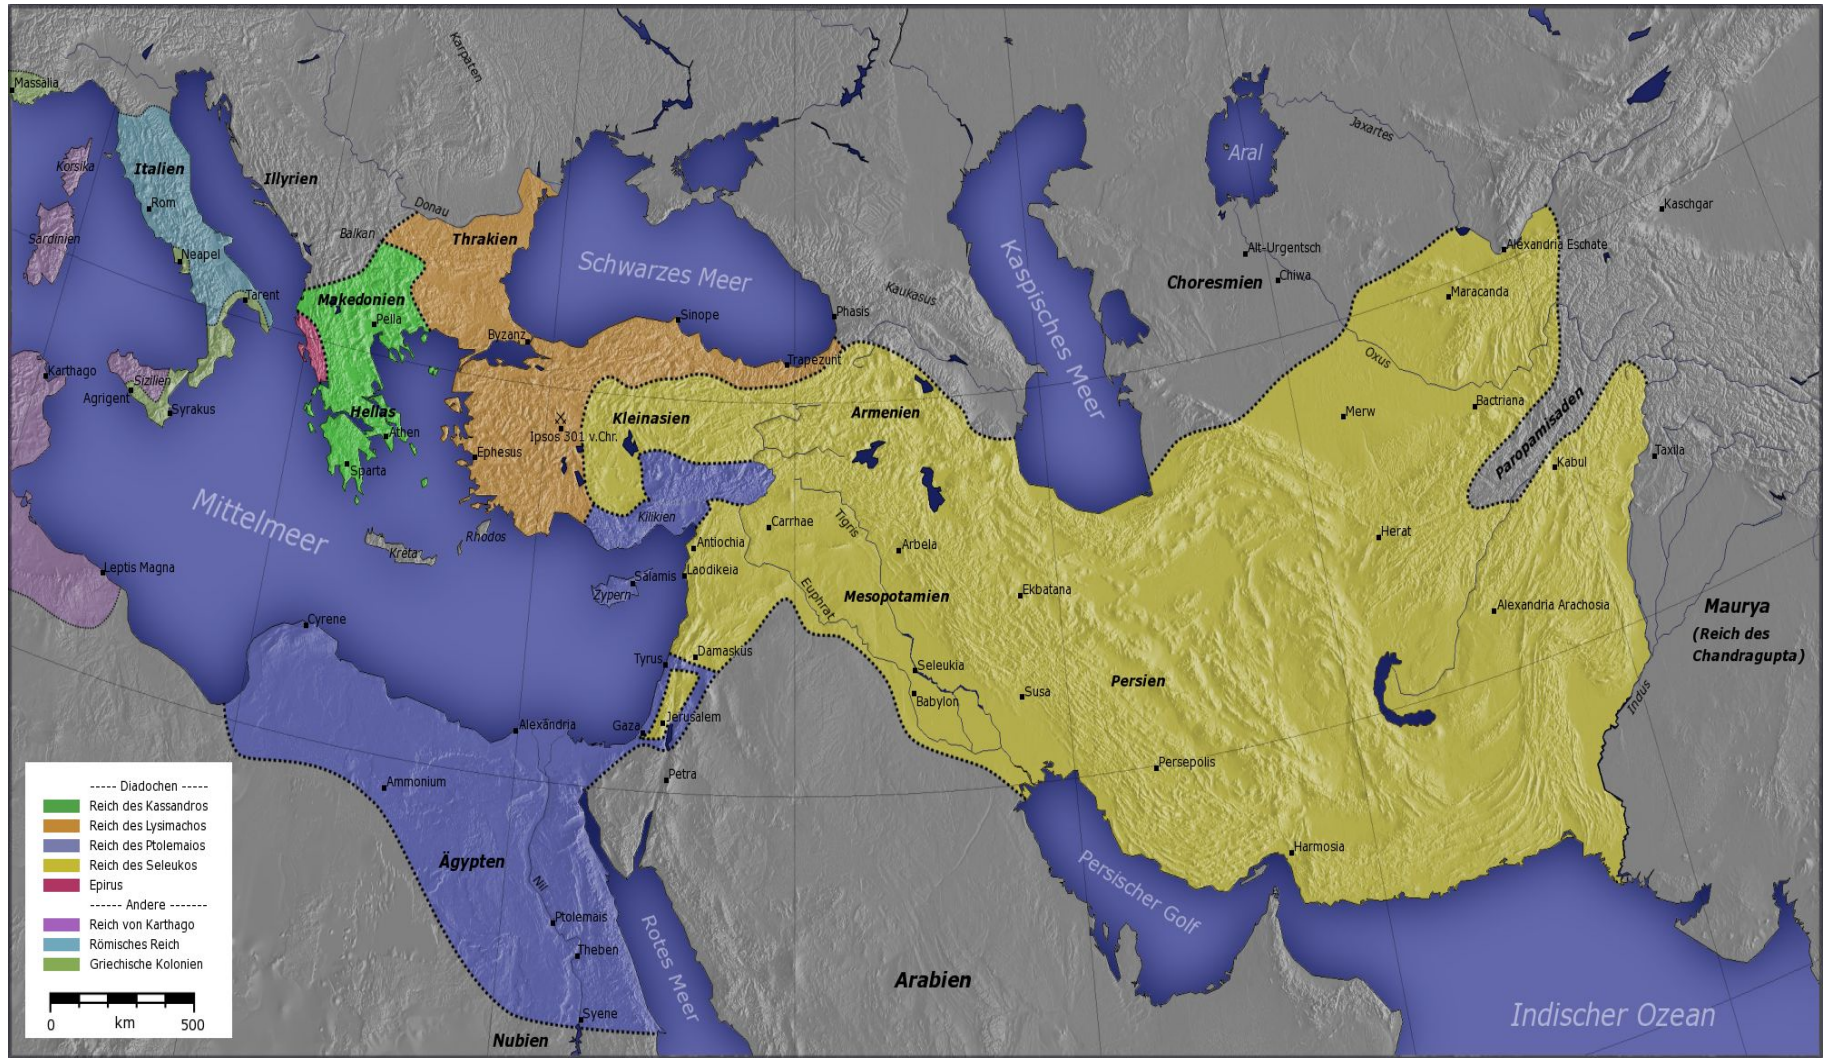 Massalia
Karpaten
Korsika
Italien
Rom
Illyrien
Sardinien
Neapel
Tarent
Donau
Balkan
Thrakien
Makedonien
Pella
Byzanz
Schwarzes Meer
Sinope
Phasis
Trapezunt
Kaukasus
Kaspisches Meer
Aral
Jaxartes
Kaschgar
Alexandria Eschate
Alt-Urgentsch
Choresmien
Chiwa
Maracanda
Oxus
Merw
Bactriana
Paropamisaden
Kabul
Taxila
Karthago
Sizilien
Agrigent
Syrakus
Hellas
Athen
Sparta
Kleinasien
Ipsos 301 v.Chr.
Ephesus
Armenien
Mittelmeer
Kreta
Rhodos
Kilikien
Carrhae
Tigris
Antiochia
Arbela
Laodikeia
Salamis
Zypern
Euphrat
Mesopotamien
Ekbatana
Herat
Alexandria Arachosia
Maurya
(Reich des
Chandragupta)
Indus
Leptis Magna
Cyrene
Tyrus
Damaskus
Seleukia
Babylon
Susa
Persien
Jerusalem
Gaza
Alexándria
Petra
Ammonium
Persepolis
Harmosia
Ägypten
Nil
Ptolemais
Theben
Syene
Nubien
Rotes Meer
Arabien
Persischer Golf
Indischer Ozean
----- Diadochen -----
Reich des Kassandros
Reich des Lysimachos
Reich des Ptolemaios
Reich des Seleukos
Epirus
------ Andere -------
Reich von Karthago
Römisches Reich
Griechische Kolonien
0 km 500